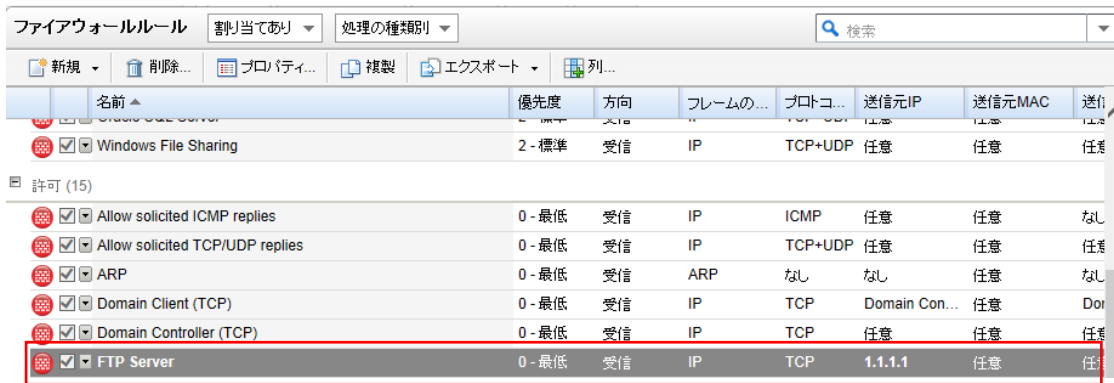 ファイアウォールルール 割り当てあり 処理の種類別 検索
新規 削除... プロパティ... 複製 エクスポート 列...
名前 優先度 方向 フレームの... プロトコ... 送信元IP 送信元MAC
Windows File Sharing 2 - 標準 受信 IP TCP+UDP 任意 任意
許可 (15)
Allow solicited ICMP replies 0 - 最低 受信 IP ICMP 任意 任意
Allow solicited TCP/UDP replies 0 - 最低 受信 IP TCP+UDP 任意 任意
ARP 0 - 最低 受信 ARP なし なし 任意
Domain Client (TCP) 0 - 最低 受信 IP TCP Domain Con... 任意
Domain Controller (TCP) 0 - 最低 受信 IP TCP 任意 任意
FTP Server 0 - 最低 受信 IP TCP 1.1.1.1 任意